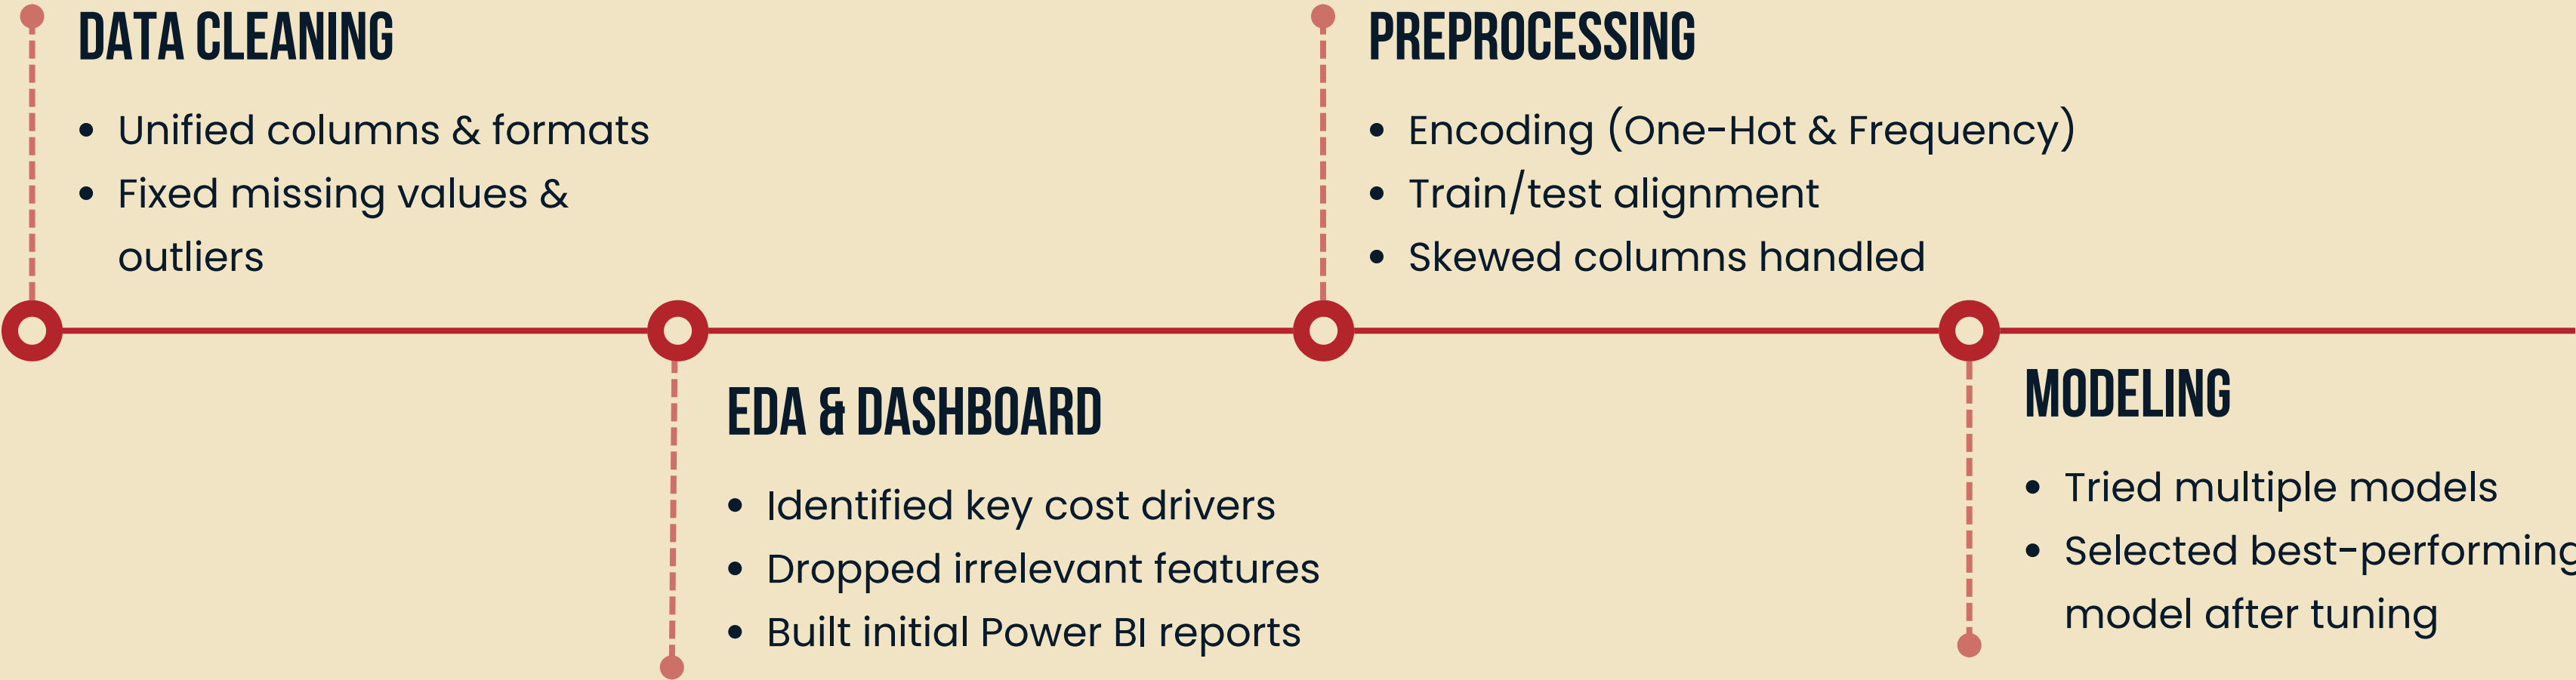 DATA CLEANING
• Unified columns & formats
• Fixed missing values &
outliers
EDA & DASHBOARD
• Identified key cost drivers
• Dropped irrelevant features
• Built initial Power BI reports
PREPROCESSING
• Encoding (One-Hot & Frequency)
• Train/test alignment
• Skewed columns handled
MODELING
• Tried multiple models
• Selected best-performing
model after tuning